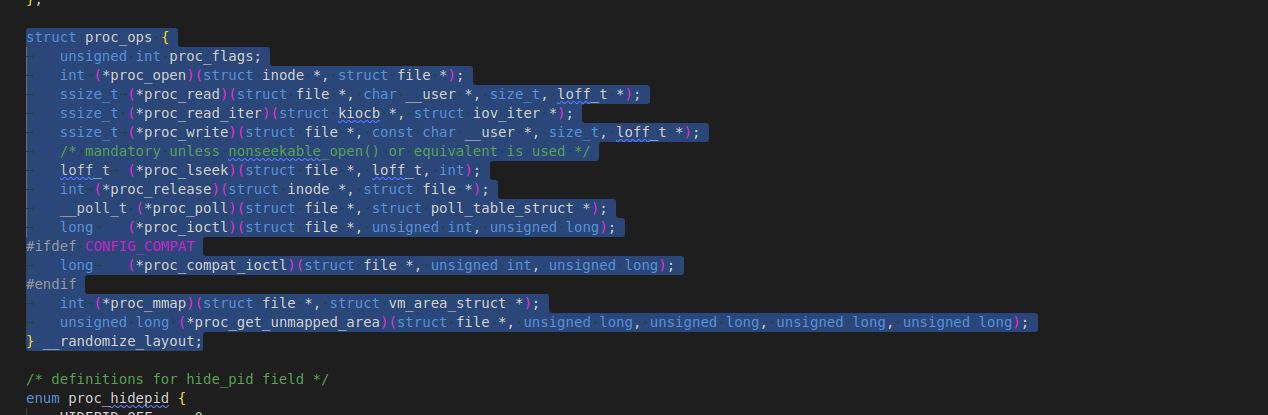 };
struct proc_ops {
unsigned int proc_flags;
int (*proc_open)(struct inode *, struct file *);
ssize_t (*proc_read)(struct file *, char __user *, size_t, loff_t *);
ssize_t (*proc_read_iter)(struct kiocb *, struct iov_iter *);
ssize_t (*proc_write)(struct file *, const char __user *, size_t, loff_t *);
/* mandatory unless nonseekable_open() or equivalent is used */
loff_t (*proc_lseek)(struct file *, loff_t, int);
int (*proc_release)(struct inode *, struct file *);
__poll_t (*proc_poll)(struct file *, struct poll_table_struct *);
long (*proc_ioctl)(struct file *, unsigned int, unsigned long);
#ifdef CONFIG_COMPAT
long (*proc_compat_ioctl)(struct file *, unsigned int, unsigned long);
#endif
int (*proc_mmap)(struct file *, struct vm_area_struct *);
unsigned long (*proc_get_unmapped_area)(struct file *, unsigned long, unsigned long, unsigned long, unsigned long);
} __randomize_layout;
/* definitions for hide_pid field */
enum proc_hidepid {